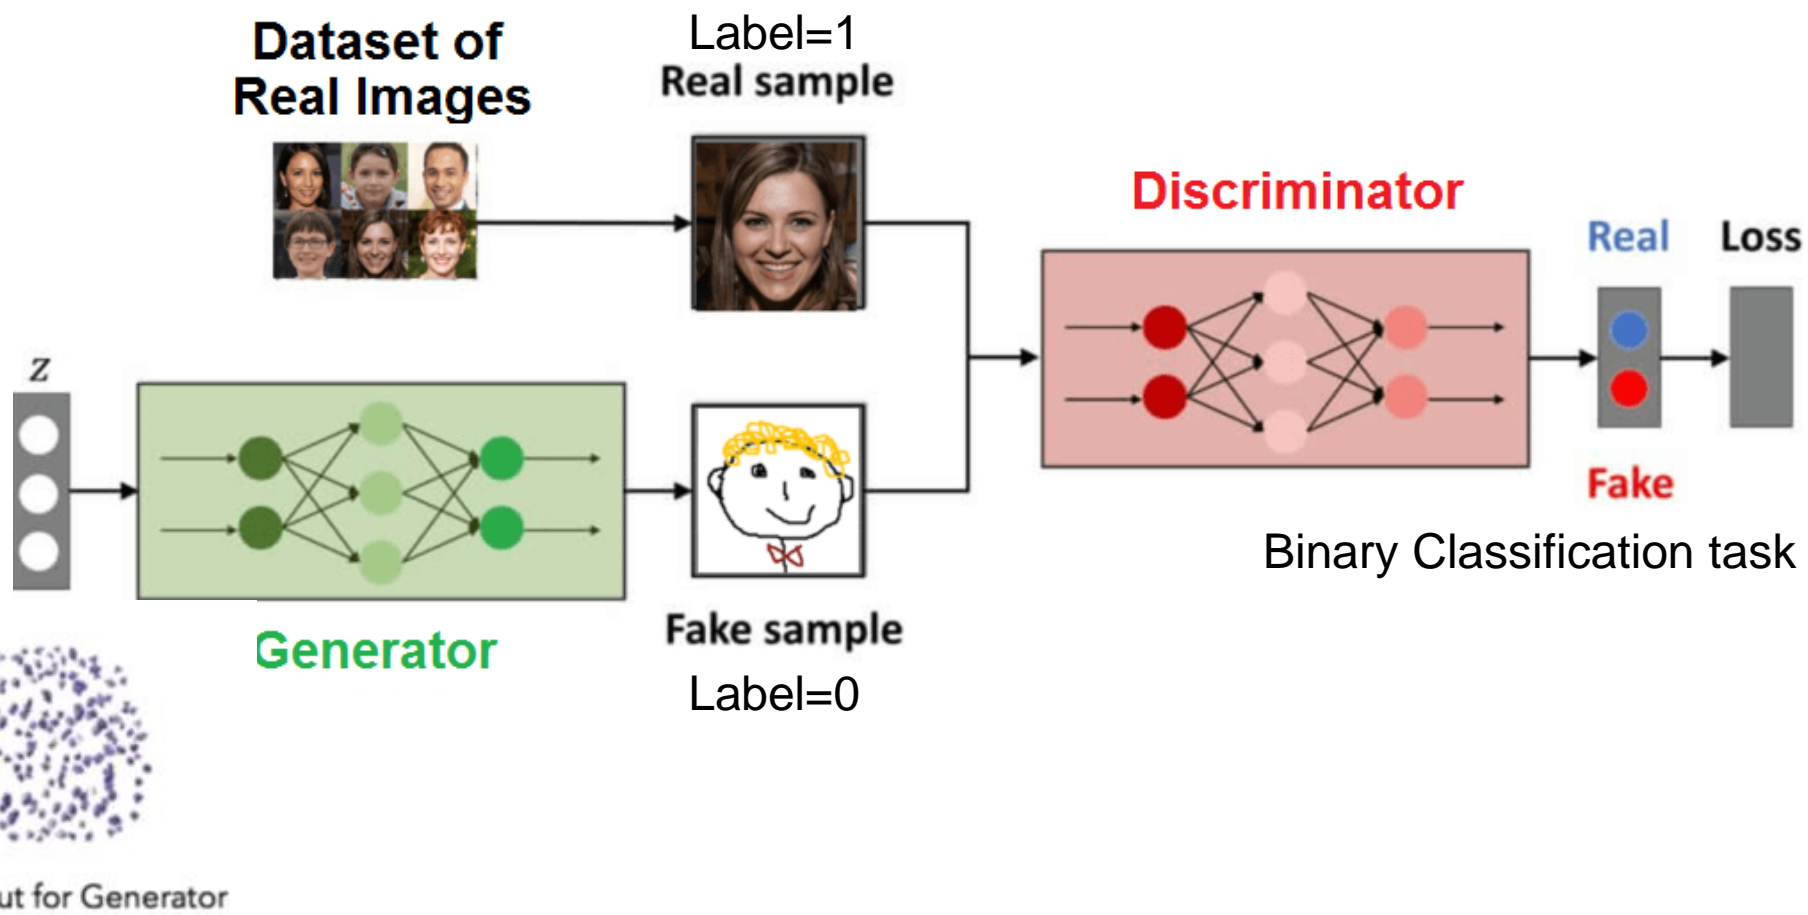 Dataset of
Real Images
Label=1
Real sample
Discriminator
Real
Loss
z
Fake
Binary Classification task
Generator
Fake sample
Label=0
for Generator